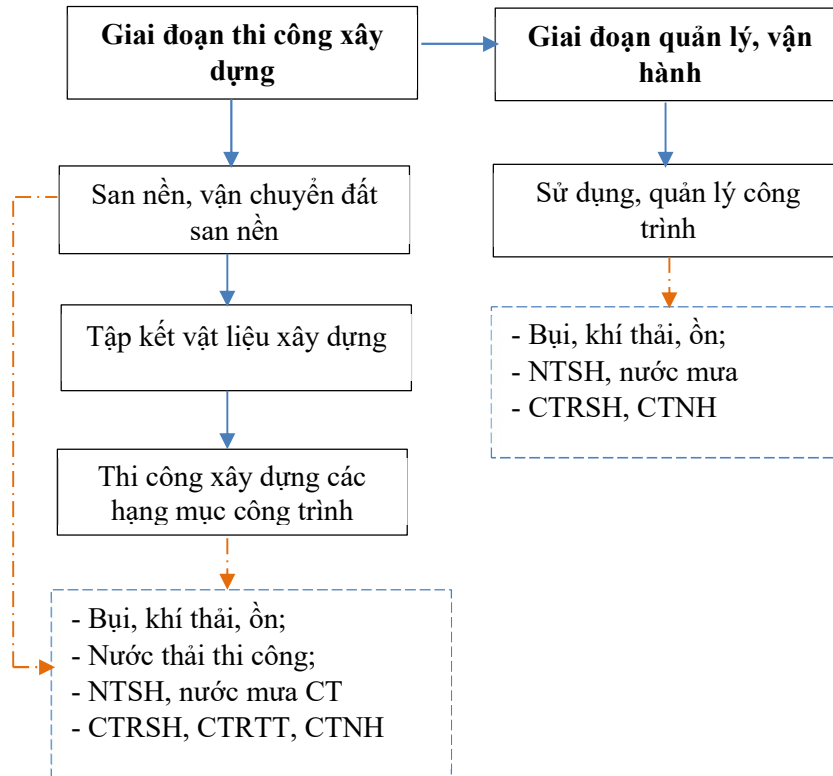 Giai đoạn thi công xây
dựng
Giai đoạn quản lý, vận
hành
San nền, vận chuyển đất
san nền
Sử dụng, quản lý công
trình
Tập kết vật liệu xây dựng
- Bụi, khí thải, ồn;
- NTSH, nước mưa
- CTRSH, CTNH
Thi công xây dựng các
hạng mục công trình
- Bụi, khí thải, ồn;
- Nước thải thi công;
- NTSH, nước mưa CT
- CTRSH, CTRTT, CTNH